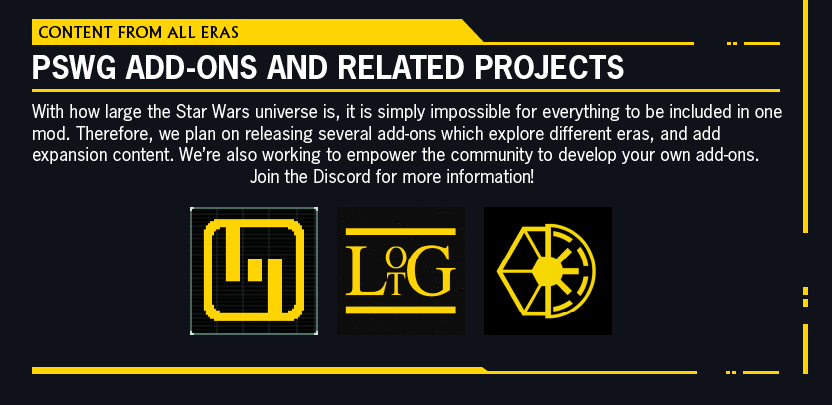 CONTENT FROM ALL ERAS
PSWG ADD-ONS AND RELATED PROJECTS
With how large the Star Wars universe is, it is simply impossible for everything to be included in one
mod. Therefore, we plan on releasing several add-ons which explore different eras, and add
expansion content. We're also working to empower the community to develop your own add-ons.
Join the Discord for more information!
LOTG